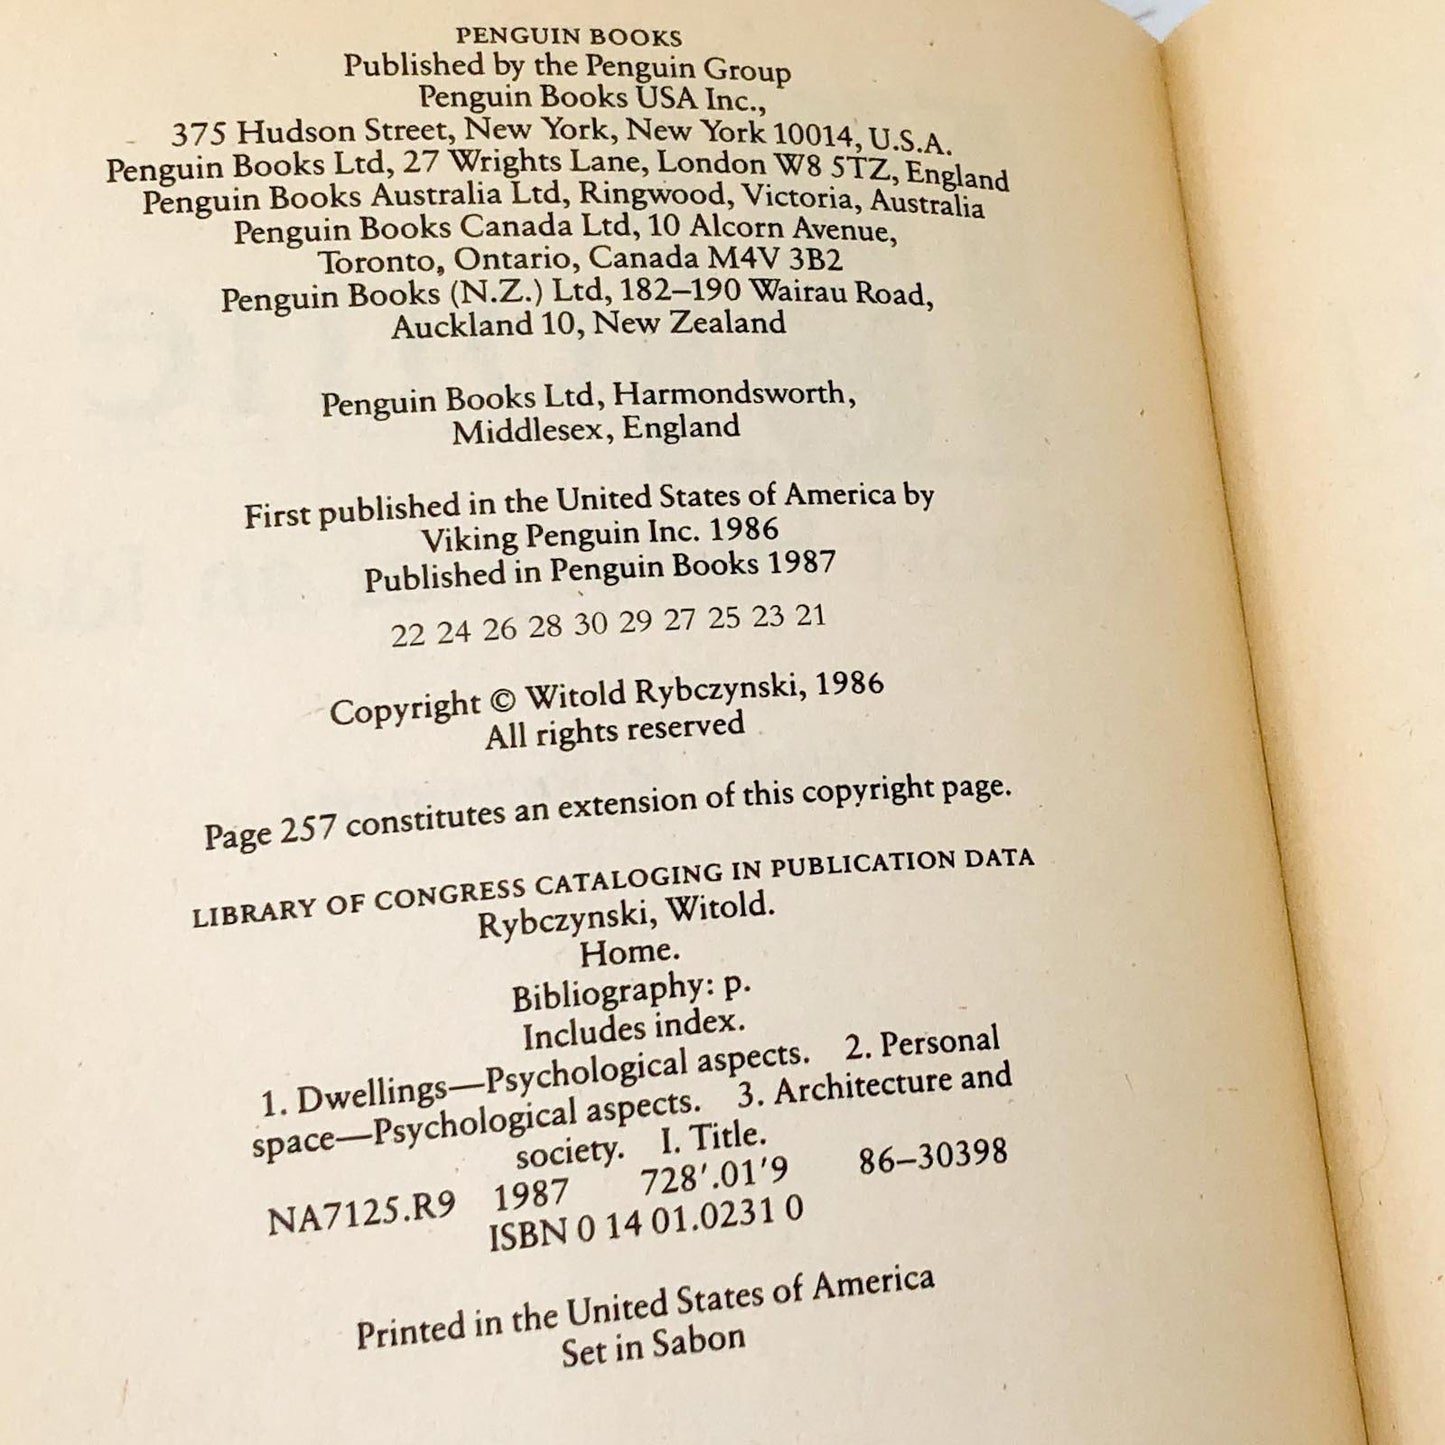 PENGUIN BOOKS
Published by the Penguin Group
Penguin Books USA Inc.,
375 Hudson Street, New York, New York 10014, U.S.A.
Penguin Books Ltd, 27 Wrights Lane, London W8 5TZ, England
Penguin Books Australia Ltd, Ringwood, Victoria, Australia
Penguin Books Canada Ltd, 10 Alcorn Avenue,
Toronto, Ontario, Canada M4V 3B2
Penguin Books (N.Z.) Ltd, 182–190 Wairau Road,
Auckland 10, New Zealand
Penguin Books Ltd, Harmondsworth,
Middlesex, England
First published in the United States of America by
Viking Penguin Inc. 1986
Published in Penguin Books 1987
22 24 26 28 30 29 27 25 23 21
Copyright © Witold Rybczynski, 1986
All rights reserved
Page 257 constitutes an extension of this copyright page.
LIBRARY OF CONGRESS CATALOGING IN PUBLICATION DATA
Rybczynski, Witold.
Home.
Bibliography: p.
Includes index.
1. Dwellings—Psychological aspects. 2. Personal
space—Psychological aspects. 3. Architecture and
society. I. Title.
NA7125.R9 1987 728'.01'9 86–30398
ISBN 0 14 01.0231 0
Printed in the United States of America
Set in Sabon